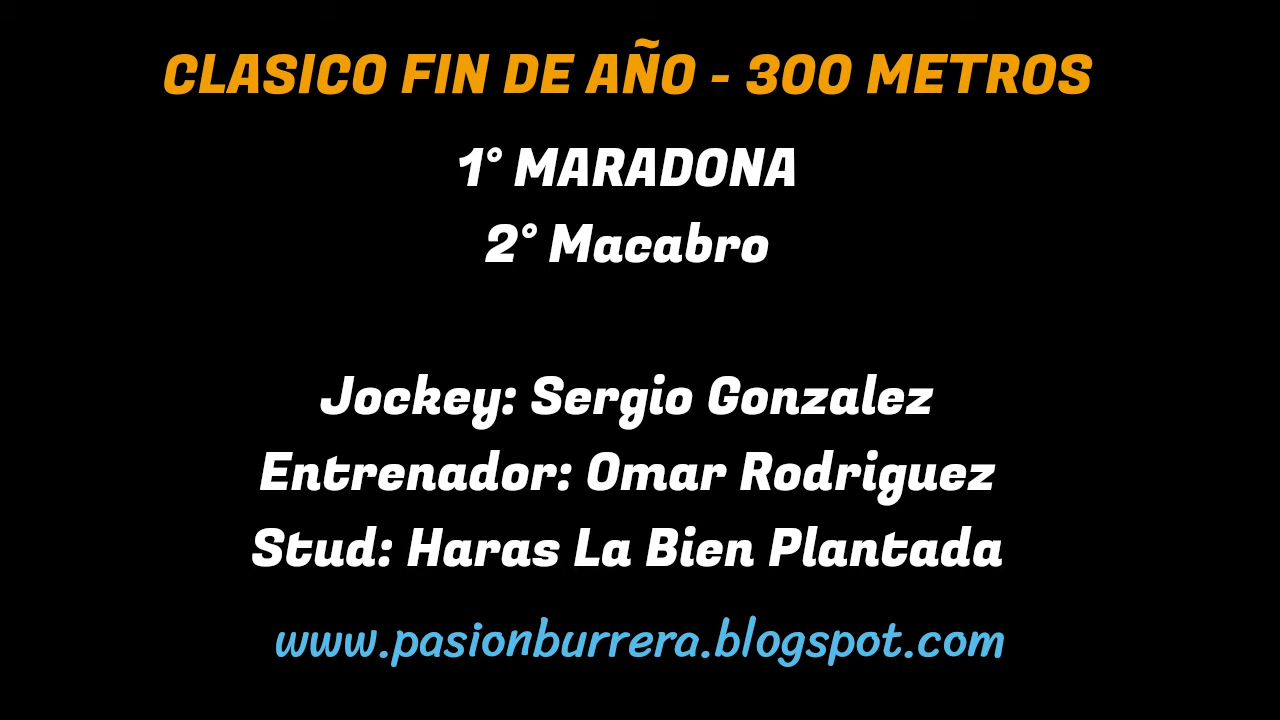 CLASICO FIN DE AÑO - 300 METROS
1° MARADONA
2° Macabro
Jockey: Sergio Gonzalez
Entrenador: Omar Rodriguez
Stud: Haras La Bien Plantada
www.pasionburrera.blogspot.com